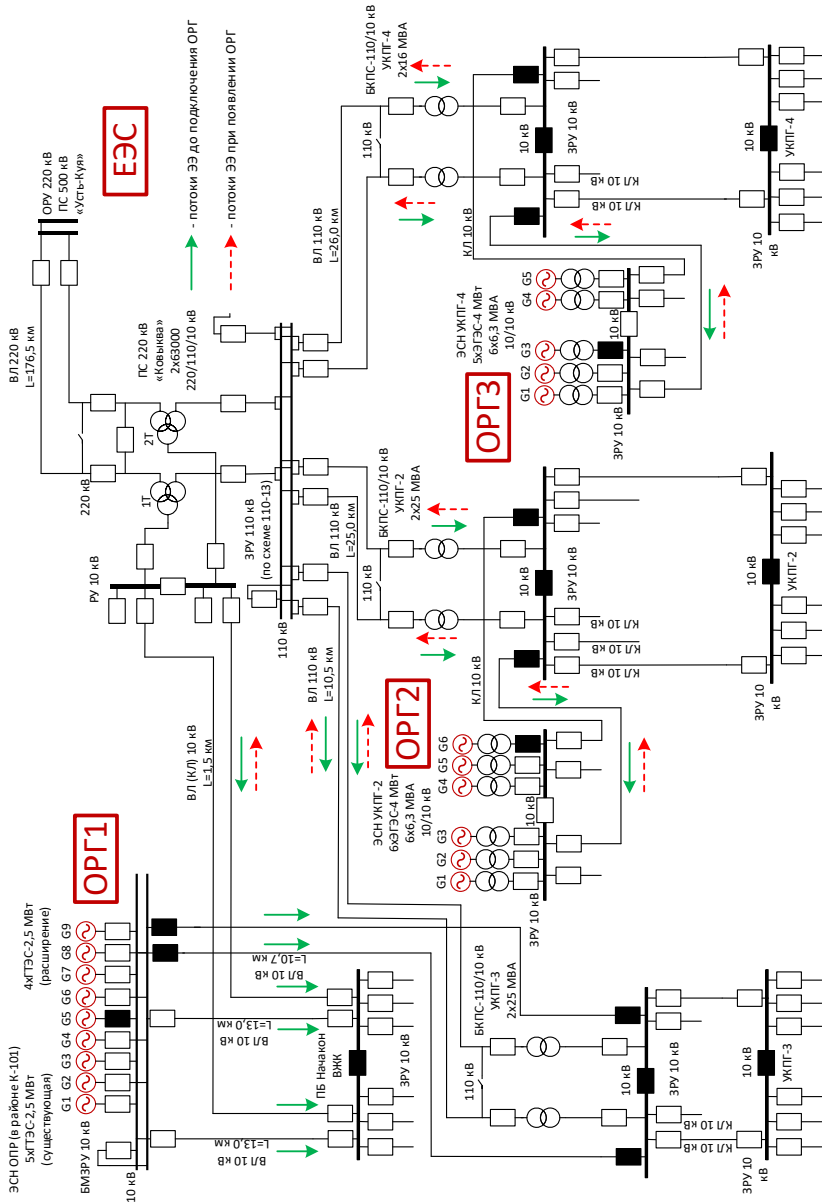 ЕЭС
ОРУ 220 кВ
ПС 500 кВ
«Усть-Куя»
ВЛ 220 кВ
L=176,5 км
220 кВ
ПС 220 кВ
«Ковыква»
2х63000
220/110/10 кВ
1Т
2Т
- потоки ЭЭ до подключения ОРГ
- потоки ЭЭ при появлении ОРГ
РУ 10 кВ
ЗРУ 110 кВ
(по схеме 110-13)
110 кВ
ОРГ1
ЭСН ОПР (в районе К-101)
5хГТЭС-2,5 МВт
(существующая)
4хГТЭС-2,5 МВт
(расширение)
G1
G2
G3
G4
G5
G6
G7
G8
G9
БМЗРУ 10 кВ
10 кВ
ВЛ (КЛ) 10 кВ
L=1,5 км
ВЛ 10 кВ
L=13,0 км
ВЛ 10 кВ
L=13,0 км
ВЛ 10 кВ
L=10,7 км
ПБ Начакон
ВЖК
ЗРУ 10 кВ
ВЛ 110 кВ
L=10,5 км
БКПС-110/10 кВ
УКПГ-3
2х25 МВА
110 кВ
10 кВ
ЗРУ 10 кВ
КЛ 10 кВ
КЛ 10 кВ
КЛ 10 кВ
ЗРУ 10
кВ
10 кВ
УКПГ-3
ОРГ2
ЭСН УКПГ-2
6хЭГЭС-4 МВт
6х6,3 МВА
10/10 кВ
G1
G2
G3
G4
G5
G6
ЗРУ 10 кВ
10 кВ
КЛ 10 кВ
ВЛ 110 кВ
L=25,0 км
БКПС-110/10 кВ
УКПГ-2
2х25 МВА
110 кВ
10 кВ
ЗРУ 10 кВ
КЛ 10 кВ
КЛ 10 кВ
КЛ 10 кВ
ЗРУ 10
кВ
10 кВ
УКПГ-2
ОРГ3
ЭСН УКПГ-4
5хЭГЭС-4 МВт
6х6,3 МВА
10/10 кВ
G1
G2
G3
G4
G5
ЗРУ 10 кВ
10 кВ
КЛ 10 кВ
ВЛ 110 кВ
L=26,0 км
БКПС-110/10 кВ
УКПГ-4
2х16 МВА
110 кВ
10 кВ
ЗРУ 10 кВ
КЛ 10 кВ
КЛ 10 кВ
ЗРУ 10
кВ
10 кВ
УКПГ-4